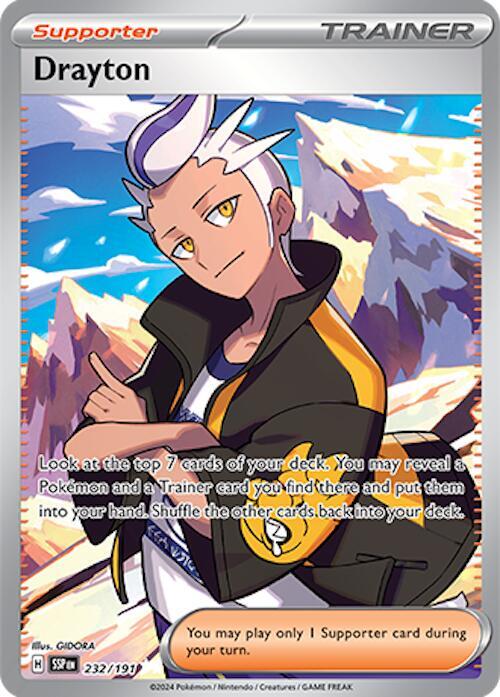 Supporter
TRAINER
Drayton
Look at the top 7 cards of your deck. You may reveal a
Pokémon and a Trainer card you find there and put them
into your hand. Shuffle the other cards back into your deck.
Illus. GIDORA
H SSP EN 232/191
You may play only 1 Supporter card during
your turn.
©2024 Pokémon / Nintendo / Creatures / GAME FREAK